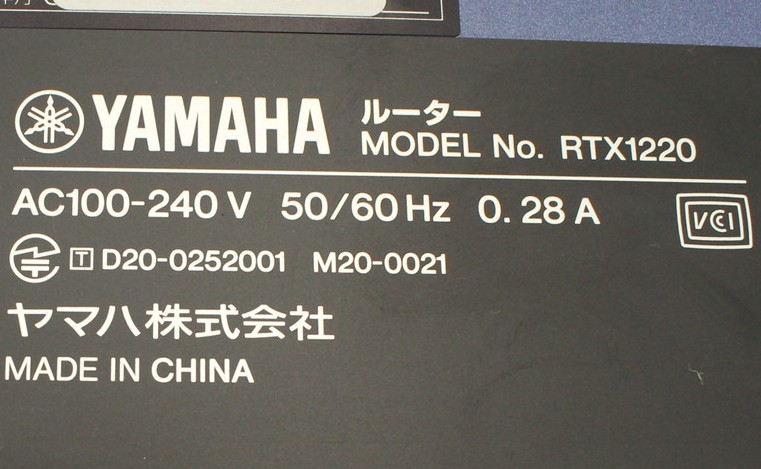 YAMAHA ルーター
MODEL No. RTX1220
AC100-240 V 50/60 Hz 0.28 A
VCCI
T D20-0252001 M20-0021
ヤマハ株式会社
MADE IN CHINA